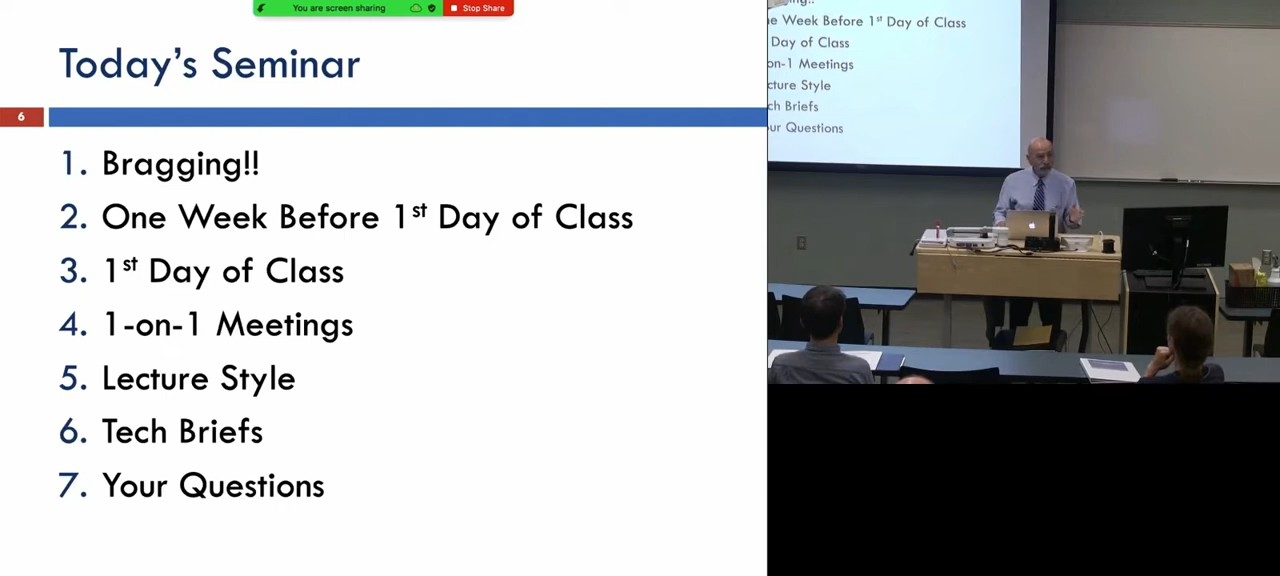 You are screen sharing
Stop Share
Today's Seminar
6
1. Bragging!!
2. One Week Before 1st Day of Class
3. 1st Day of Class
4. 1-on-1 Meetings
5. Lecture Style
6. Tech Briefs
7. Your Questions
Week Before 1st Day of Class
Day of Class
on-1 Meetings
cture Style
ch Briefs
ur Questions